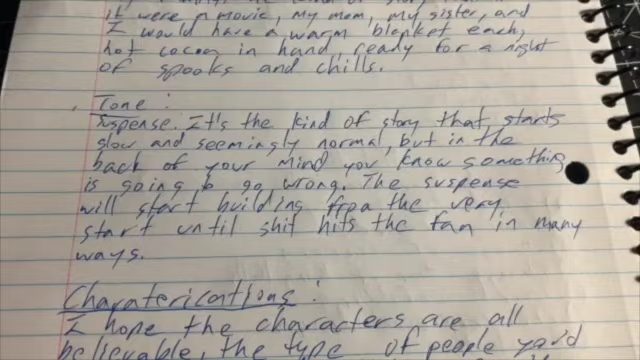 it were a movie, my mom, my sister, and
I would have a warm blanket each,
hot cocoa in hand, ready for a night
of spooks and chills.
Tone:
Suspense. It's the kind of story that starts
slow and seemingly normal, but in the
back of your mind you know something
is going to go wrong. The suspense
will start building from the very
start until shit hits the fan in many
ways.
Charaterizations:
I hope the characters are all
believable, the type of people you'd